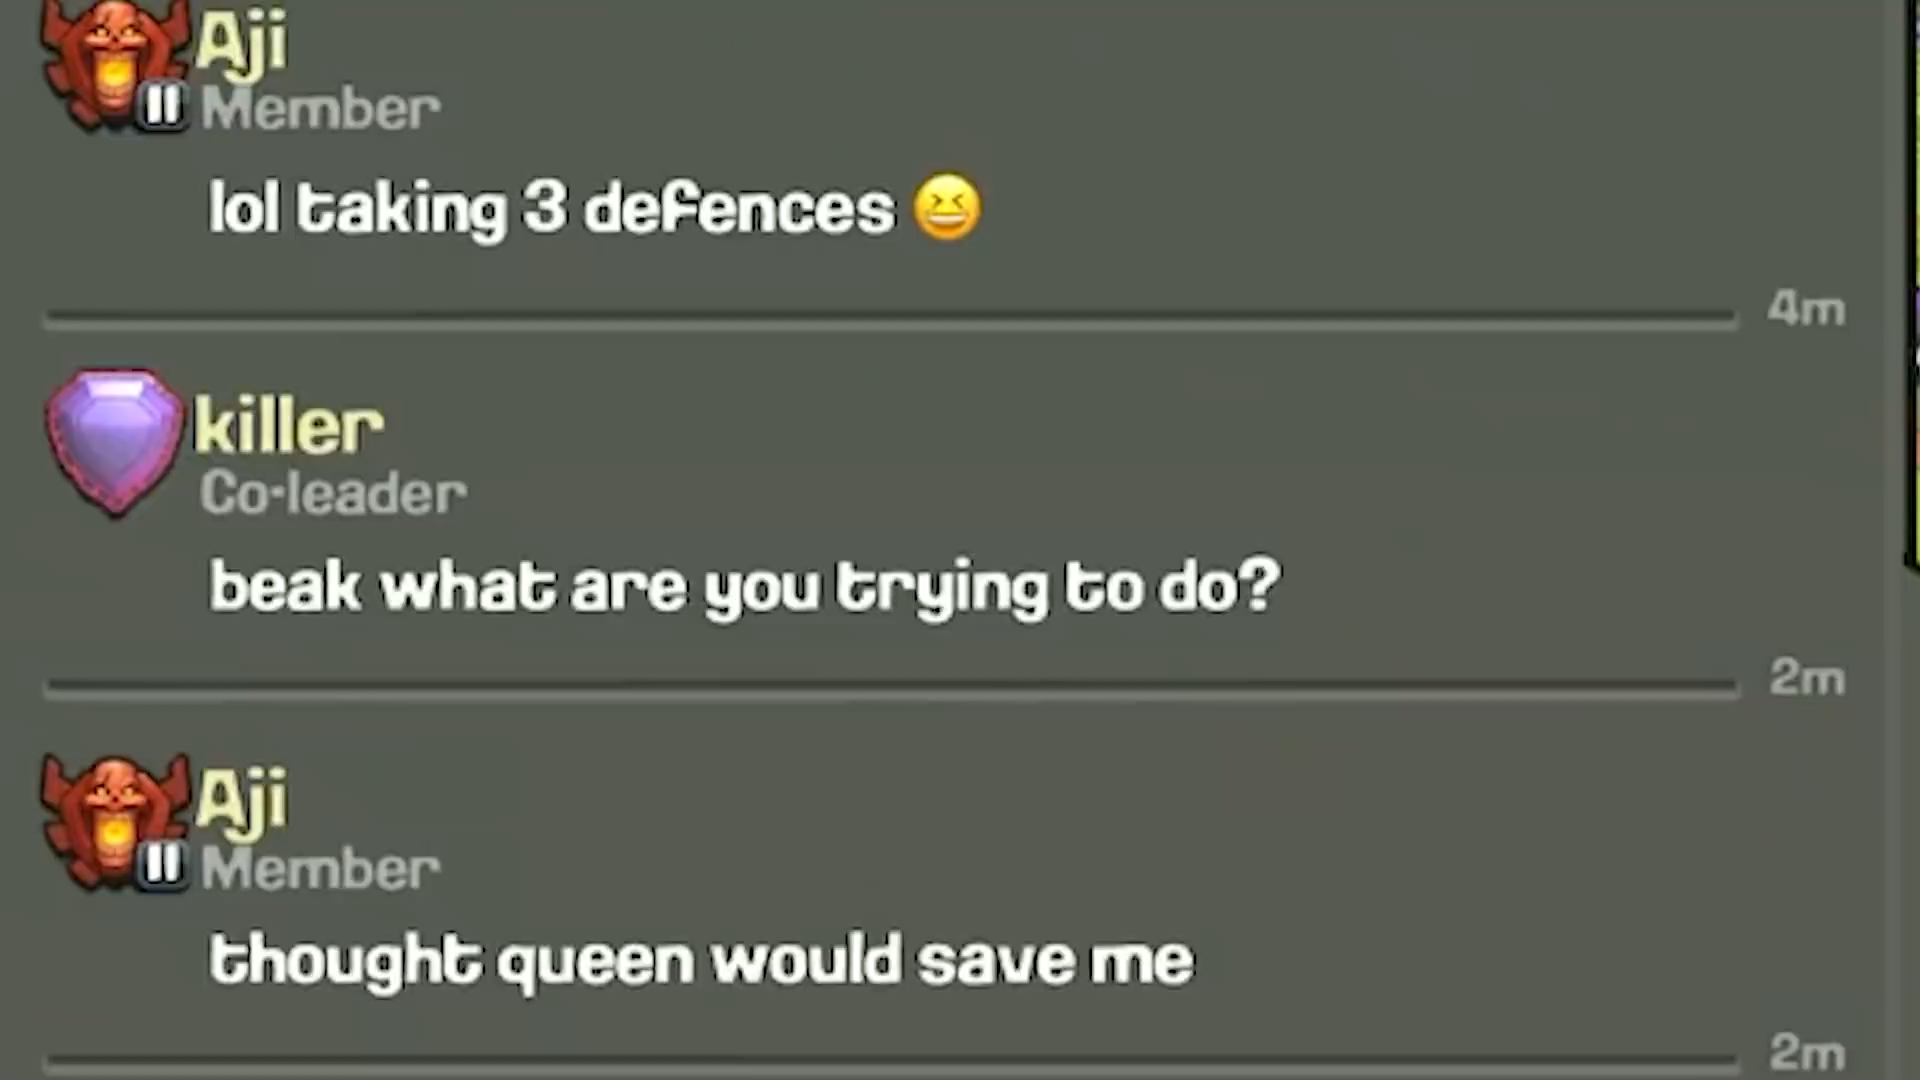 Aji
Member
lol taking 3 defences 😆
4m
killer
Co-leader
beak what are you trying to do?
2m
Aji
Member
thought queen would save me
2m